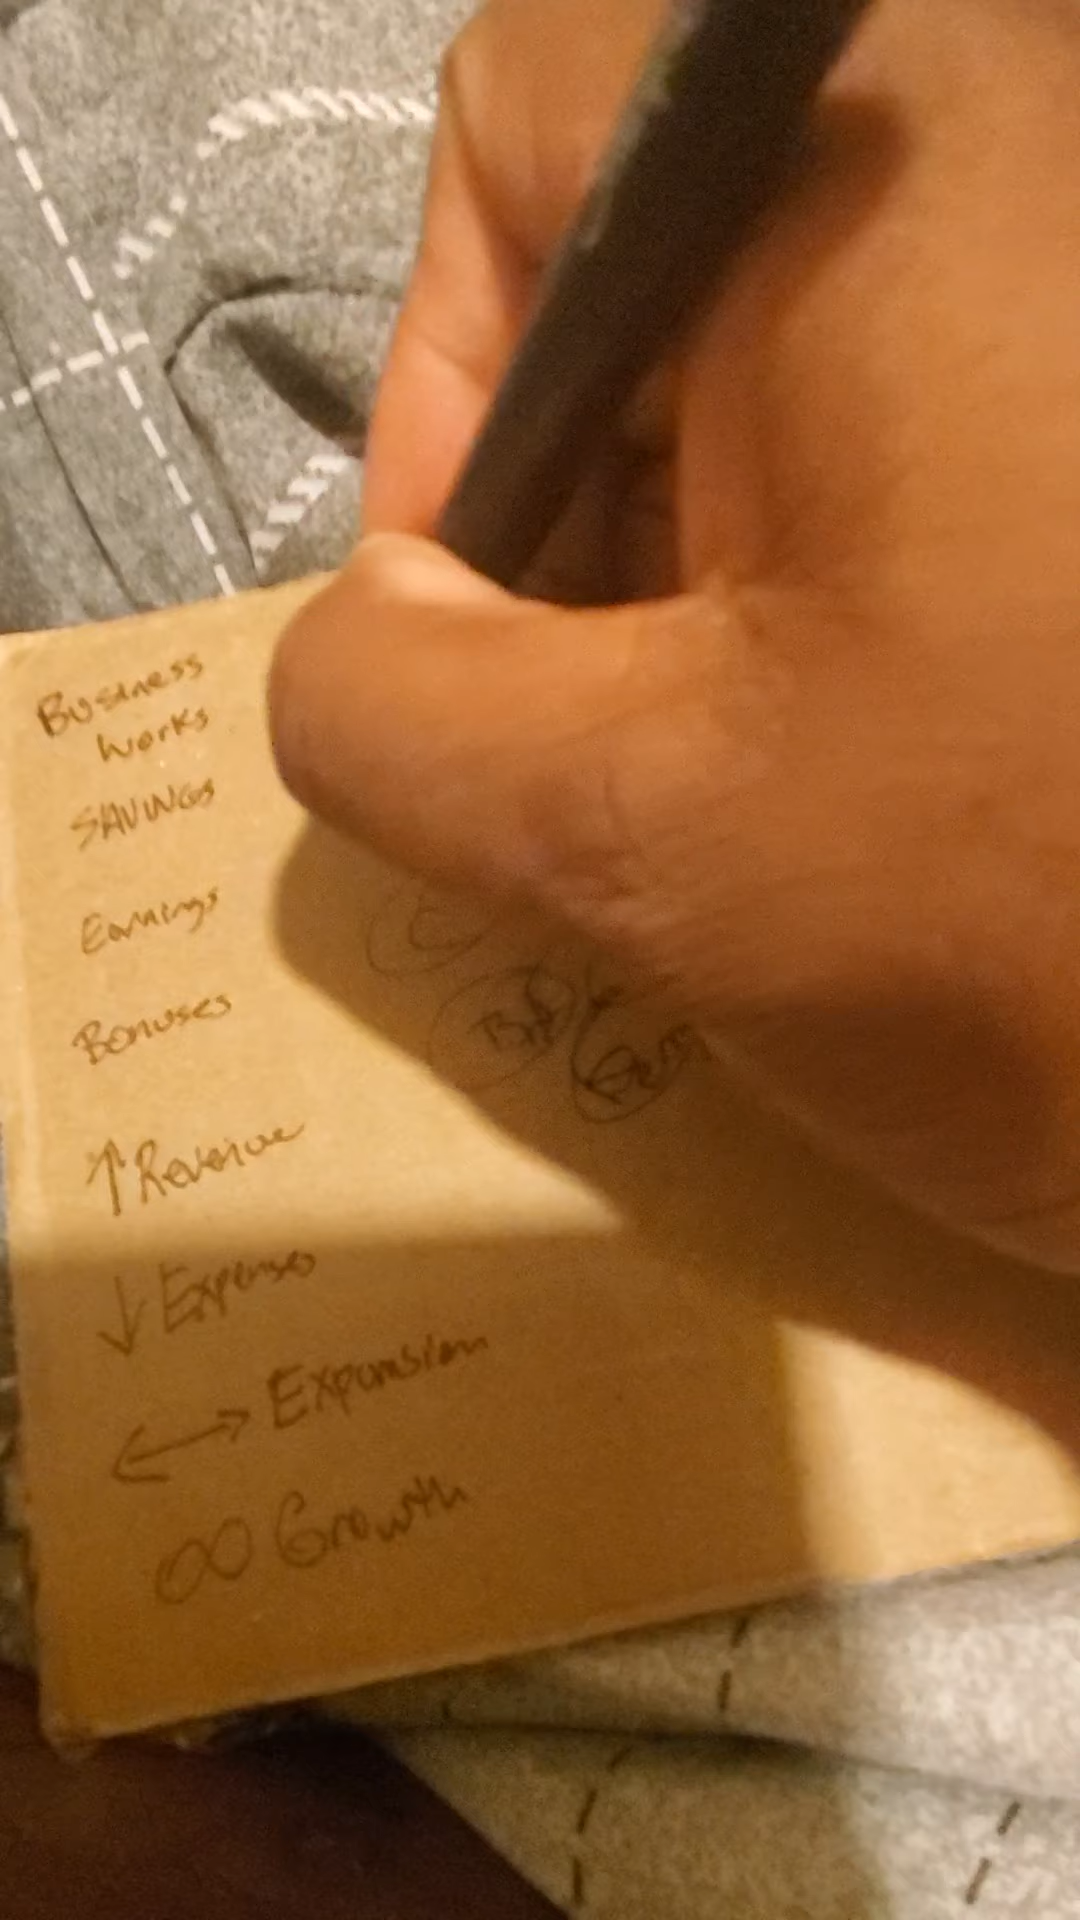 Business
Works
SAVINGS
Earnings
Bonuses
↑ Revenue
↓ Expenses
←→ Expansion
∞ Growth